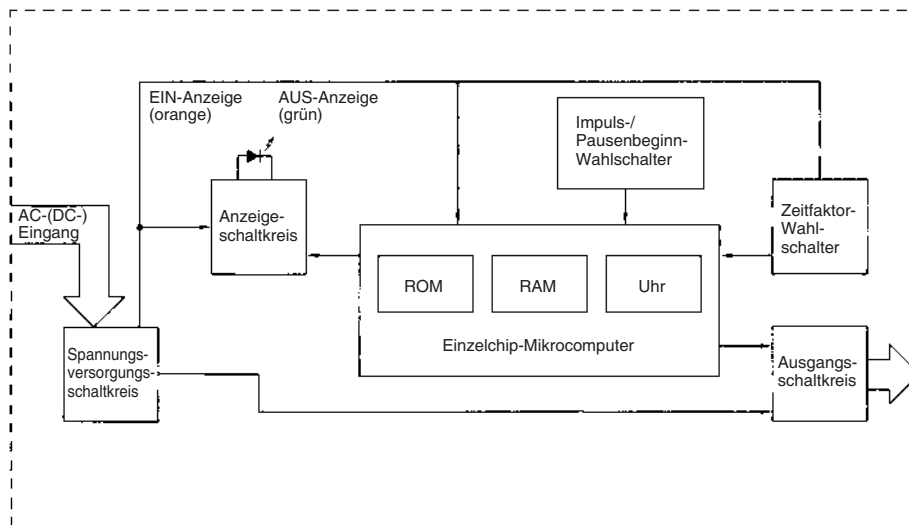 EIN-Anzeige
(orange)
AUS-Anzeige
(grün)
Impuls-/
Pausenbeginn-
Wahlschalter
AC-(DC-)
Eingang
Anzeige-
schaltkreis
Zeitfaktor-
Wahl-
schalter
ROM
RAM
Uhr
Einzelchip-Mikrocomputer
Spannungs-
versorgungs-
schaltkreis
Ausgangs-
schaltkreis